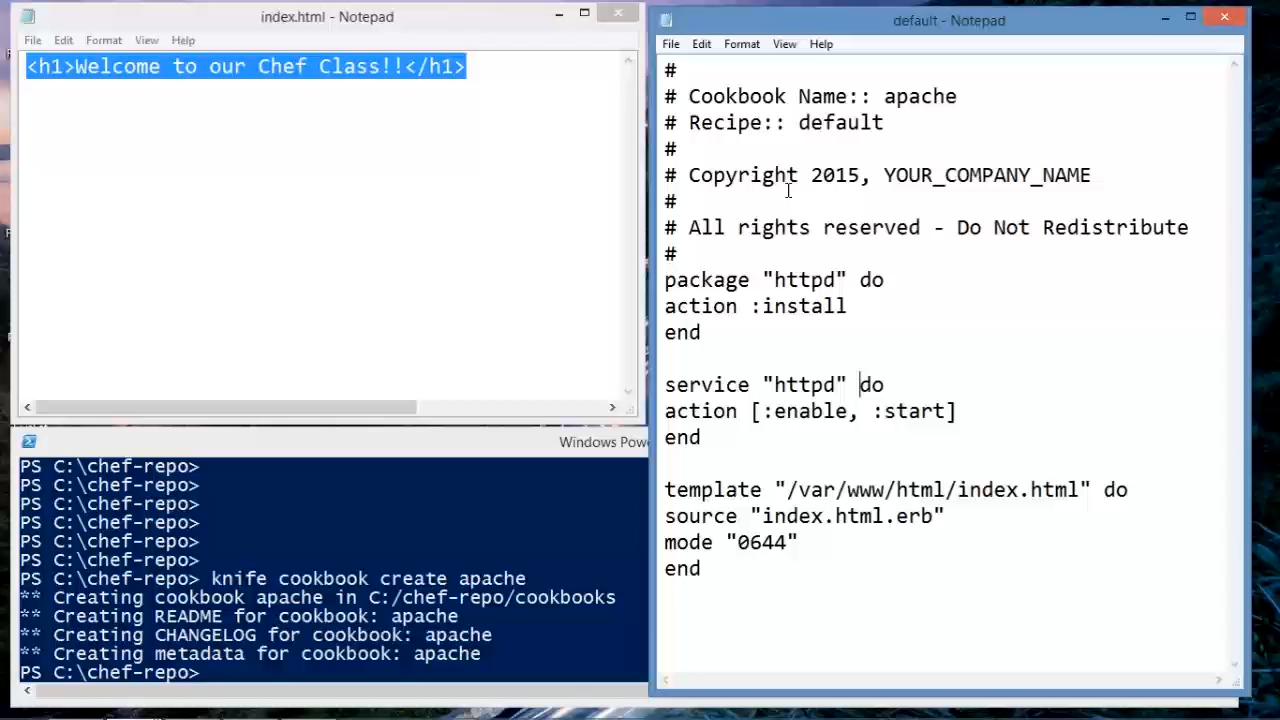 index.html - Notepad
File Edit Format View Help
<h1>Welcome to our Chef Class!!</h1>
Windows Pow
PS C:\chef-repo>
PS C:\chef-repo>
PS C:\chef-repo>
PS C:\chef-repo>
PS C:\chef-repo>
PS C:\chef-repo>
PS C:\chef-repo> knife cookbook create apache
** Creating cookbook apache in C:/chef-repo/cookbooks
** Creating README for cookbook: apache
** Creating CHANGELOG for cookbook: apache
** Creating metadata for cookbook: apache
PS C:\chef-repo>
default - Notepad
File Edit Format View Help
#
# Cookbook Name:: apache
# Recipe:: default
#
# Copyright 2015, YOUR_COMPANY_NAME
#
# All rights reserved - Do Not Redistribute
#
package "httpd" do
action :install
end
service "httpd" do
action [:enable, :start]
end
template "/var/www/html/index.html" do
source "index.html.erb"
mode "0644"
end